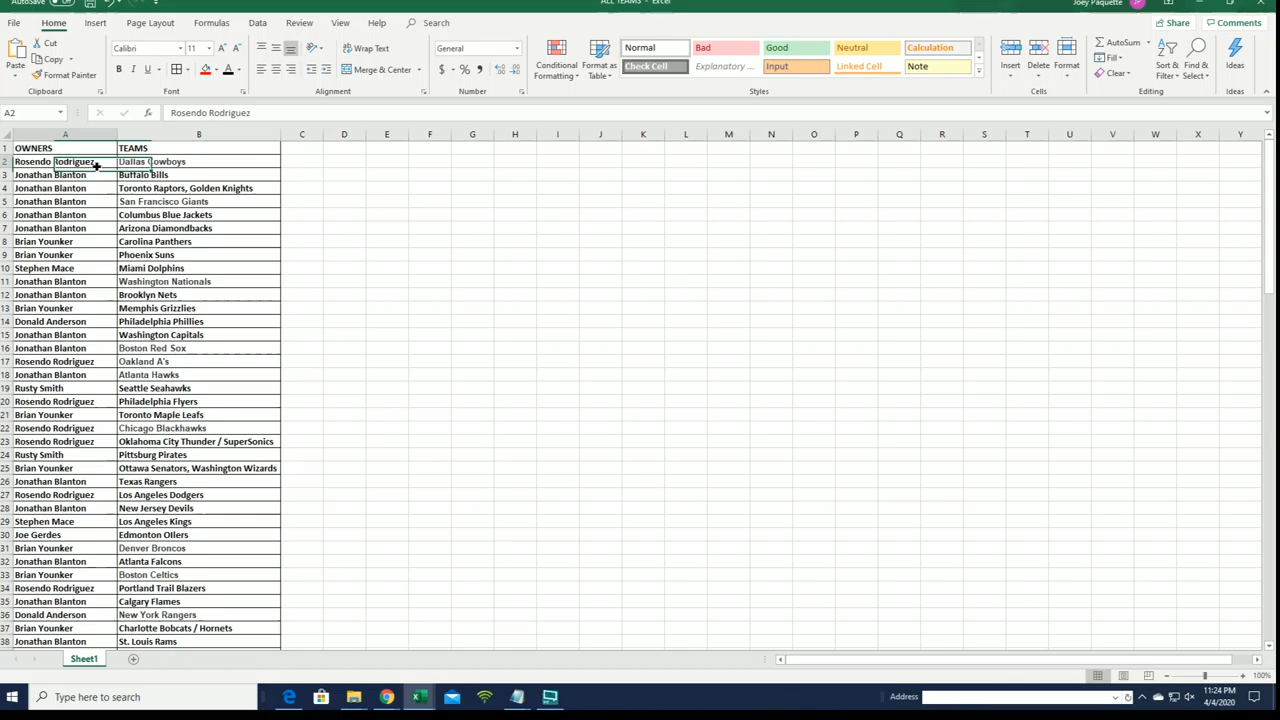 AutoSave ALL TEAMS - Excel Joey Paquette JP
File Home Insert Page Layout Formulas Data Review View Help Search Share Comments
Paste Cut Copy Format Painter Clipboard
Calibri 11 A A B I U A Font
Wrap Text Merge & Center Alignment
General $ % , Number
Conditional Formatting Format as Table
Normal Bad Good Neutral Calculation
Check Cell Explanatory ... Input Linked Cell Note
Styles
Insert Delete Format Cells
AutoSum Fill Clear Sort & Filter Find & Select Editing
Ideas Ideas
A2 fx Rosendo Rodriguez
A B C D E F G H I J K L M N O P Q R S T U V W X Y
1 OWNERS TEAMS
2 Rosendo Rodriguez Dallas Cowboys
3 Jonathan Blanton Buffalo Bills
4 Jonathan Blanton Toronto Raptors, Golden Knights
5 Jonathan Blanton San Francisco Giants
6 Jonathan Blanton Columbus Blue Jackets
7 Jonathan Blanton Arizona Diamondbacks
8 Brian Younker Carolina Panthers
9 Brian Younker Phoenix Suns
10 Stephen Mace Miami Dolphins
11 Jonathan Blanton Washington Nationals
12 Jonathan Blanton Brooklyn Nets
13 Brian Younker Memphis Grizzlies
14 Donald Anderson Philadelphia Phillies
15 Jonathan Blanton Washington Capitals
16 Jonathan Blanton Boston Red Sox
17 Rosendo Rodriguez Oakland A's
18 Jonathan Blanton Atlanta Hawks
19 Rusty Smith Seattle Seahawks
20 Rosendo Rodriguez Philadelphia Flyers
21 Brian Younker Toronto Maple Leafs
22 Rosendo Rodriguez Chicago Blackhawks
23 Rosendo Rodriguez Oklahoma City Thunder / SuperSonics
24 Rusty Smith Pittsburg Pirates
25 Brian Younker Ottawa Senators, Washington Wizards
26 Jonathan Blanton Texas Rangers
27 Rosendo Rodriguez Los Angeles Dodgers
28 Jonathan Blanton New Jersey Devils
29 Stephen Mace Los Angeles Kings
30 Joe Gerdes Edmonton OIlers
31 Brian Younker Denver Broncos
32 Jonathan Blanton Atlanta Falcons
33 Brian Younker Boston Celtics
34 Rosendo Rodriguez Portland Trail Blazers
35 Jonathan Blanton Calgary Flames
36 Donald Anderson New York Rangers
37 Brian Younker Charlotte Bobcats / Hornets
38 Jonathan Blanton St. Louis Rams
Sheet1
100%
Type here to search Address 11:24 PM
4/4/2020